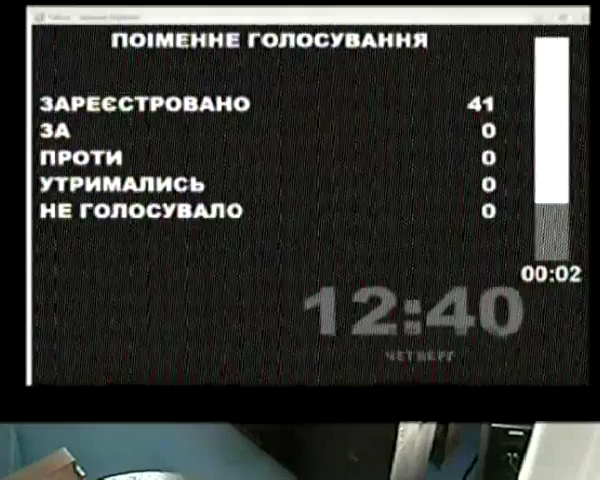 ПОІМЕННЕ ГОЛОСУВАННЯ
ЗАРЕЄСТРОВАНО 41
ЗА 0
ПРОТИ 0
УТРИМАЛИСЬ 0
НЕ ГОЛОСУВАЛО 0
00:02
12:40
ЧЕТВЕРГ